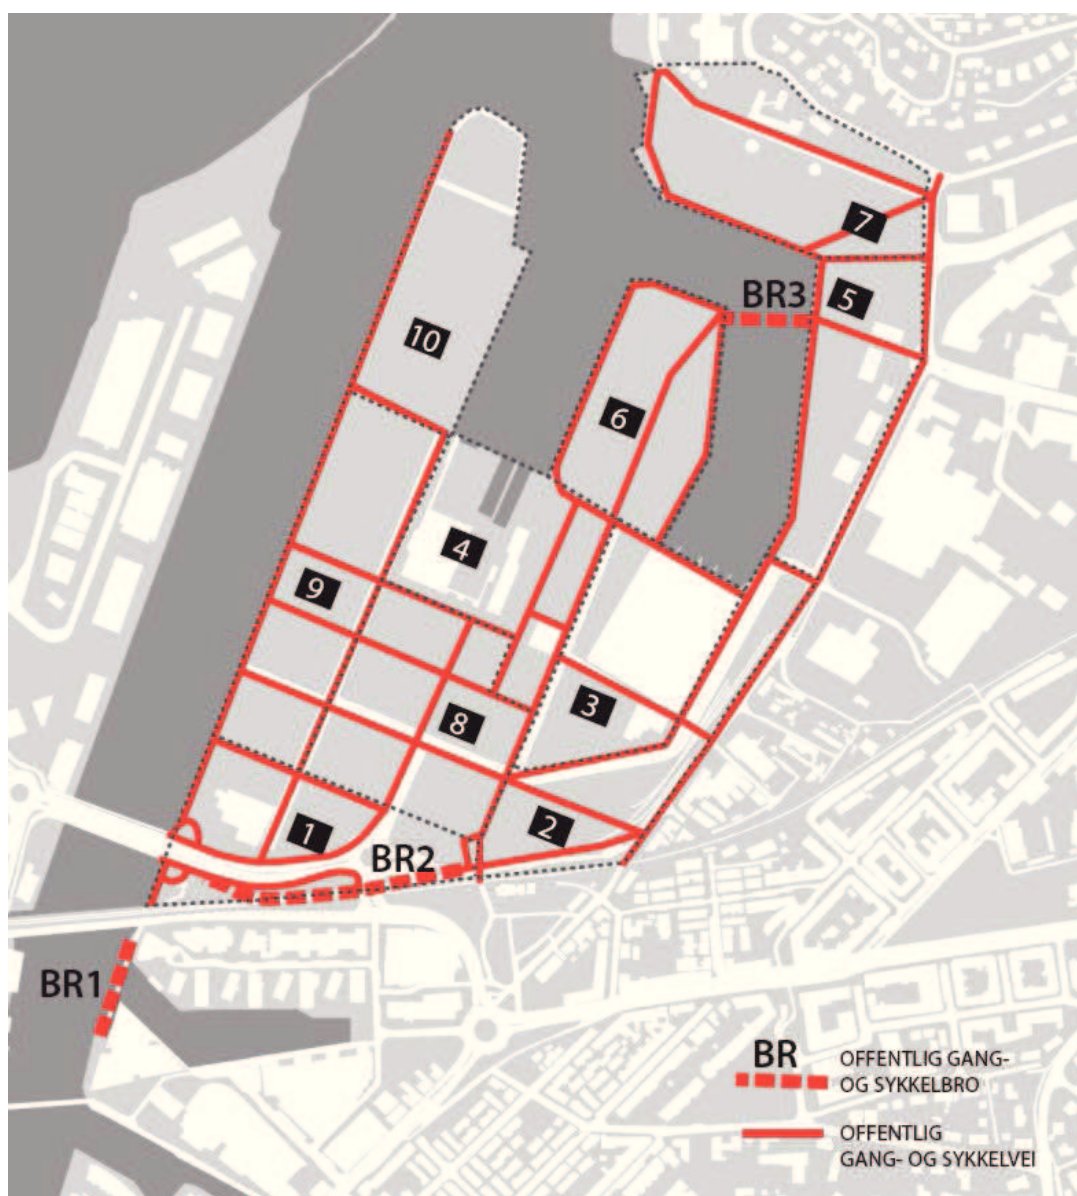 7
BR3
5
10
6
4
9
8
3
1
2
BR2
BR1
BR
OFFENTLIG GANG-
OG SYKKELBRO
OFFENTLIG
GANG- OG SYKKELVEI